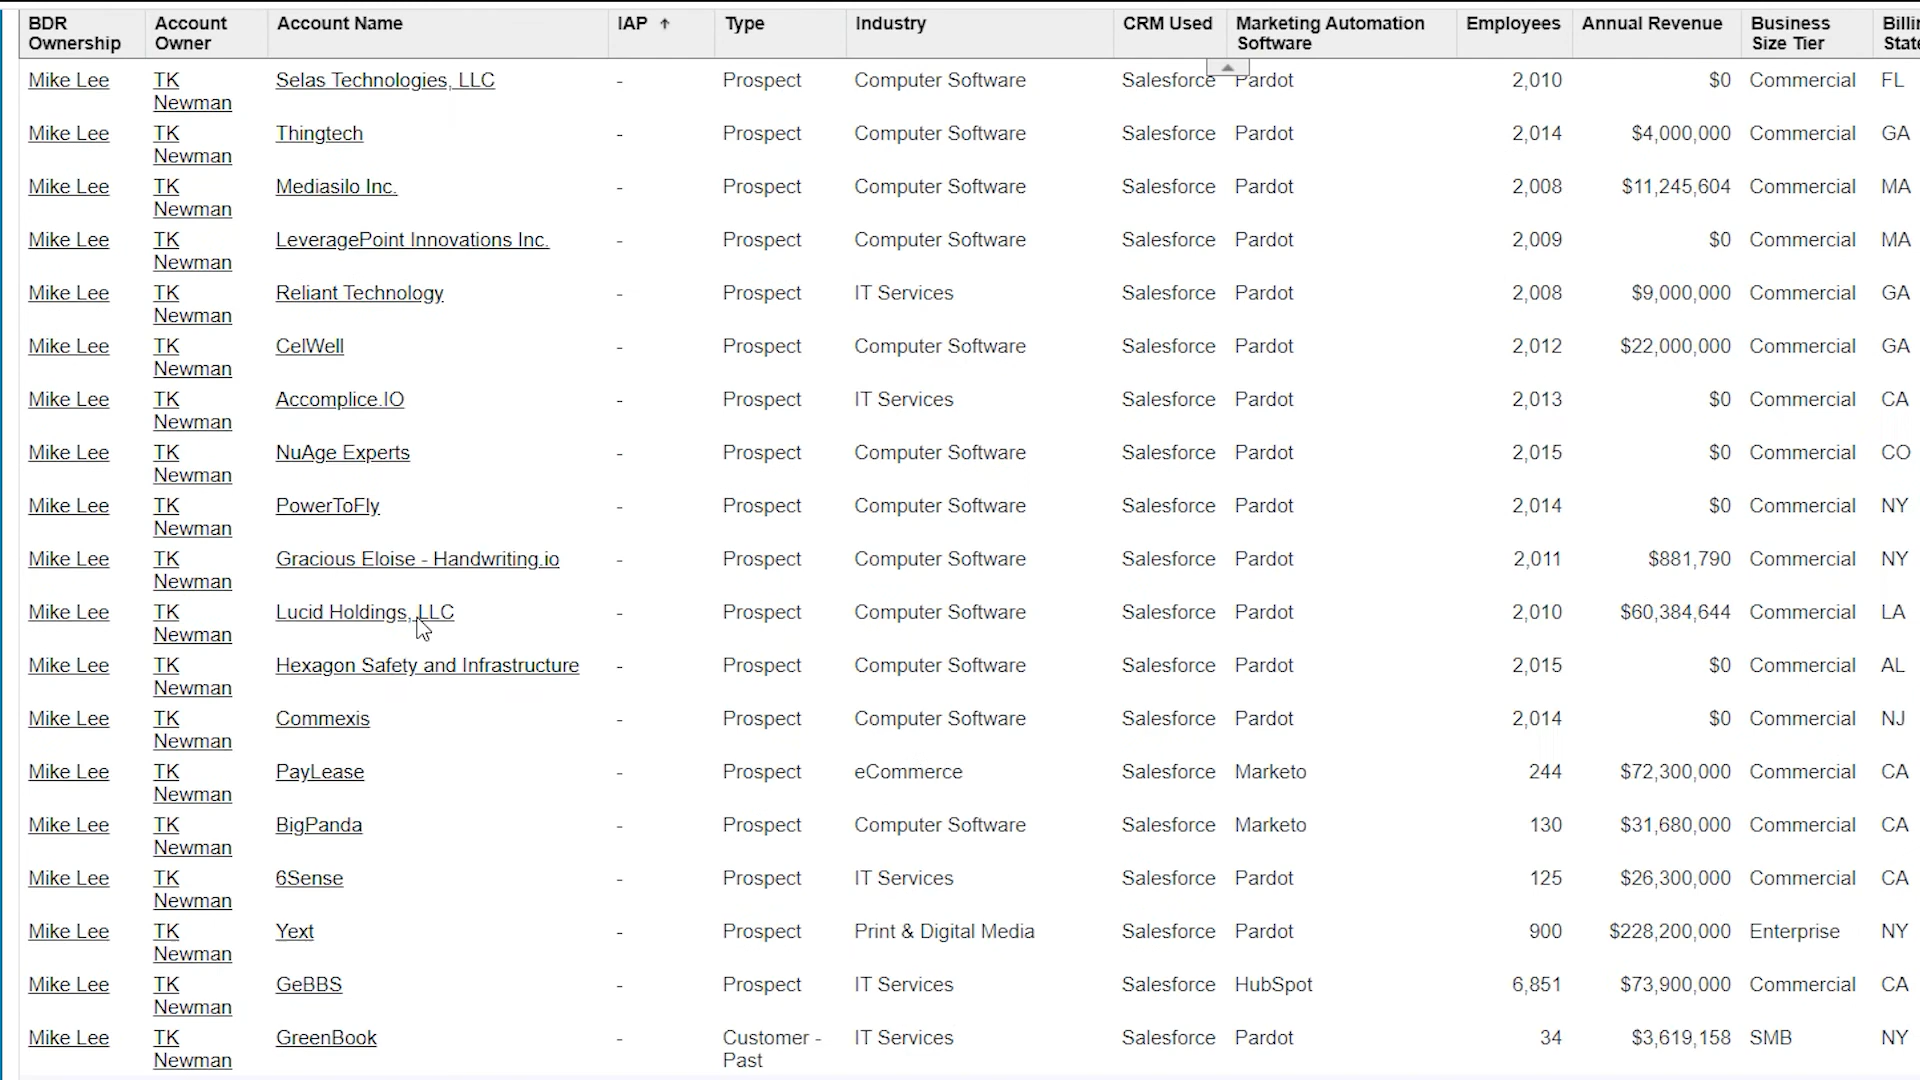 BDR Ownership	Account Owner	Account Name	IAP ↑	Type	Industry	CRM Used	Marketing Automation Software	Employees	Annual Revenue	Business Size Tier
Mike Lee	TK Newman	Selas Technologies, LLC	-	Prospect	Computer Software	Salesforce	Pardot	2,010	$0	Commercial	FL
Mike Lee	TK Newman	Thingtech	-	Prospect	Computer Software	Salesforce	Pardot	2,014	$4,000,000	Commercial	GA
Mike Lee	TK Newman	Mediasilo Inc.	-	Prospect	Computer Software	Salesforce	Pardot	2,008	$11,245,604	Commercial	MA
Mike Lee	TK Newman	LeveragePoint Innovations Inc.	-	Prospect	Computer Software	Salesforce	Pardot	2,009	$0	Commercial	MA
Mike Lee	TK Newman	Reliant Technology	-	Prospect	IT Services	Salesforce	Pardot	2,008	$9,000,000	Commercial	GA
Mike Lee	TK Newman	CelWell	-	Prospect	Computer Software	Salesforce	Pardot	2,012	$22,000,000	Commercial	GA
Mike Lee	TK Newman	Accomplice.IO	-	Prospect	IT Services	Salesforce	Pardot	2,013	$0	Commercial	CA
Mike Lee	TK Newman	NuAge Experts	-	Prospect	Computer Software	Salesforce	Pardot	2,015	$0	Commercial	CO
Mike Lee	TK Newman	PowerToFly	-	Prospect	Computer Software	Salesforce	Pardot	2,014	$0	Commercial	NY
Mike Lee	TK Newman	Gracious Eloise - Handwriting.io	-	Prospect	Computer Software	Salesforce	Pardot	2,011	$881,790	Commercial	NY
Mike Lee	TK Newman	Lucid Holdings, LLC	-	Prospect	Computer Software	Salesforce	Pardot	2,010	$60,384,644	Commercial	LA
Mike Lee	TK Newman	Hexagon Safety and Infrastructure	-	Prospect	Computer Software	Salesforce	Pardot	2,015	$0	Commercial	AL
Mike Lee	TK Newman	Commexis	-	Prospect	Computer Software	Salesforce	Pardot	2,014	$0	Commercial	NJ
Mike Lee	TK Newman	PayLease	-	Prospect	eCommerce	Salesforce	Marketo	244	$72,300,000	Commercial	CA
Mike Lee	TK Newman	BigPanda	-	Prospect	Computer Software	Salesforce	Marketo	130	$31,680,000	Commercial	CA
Mike Lee	TK Newman	6Sense	-	Prospect	IT Services	Salesforce	Pardot	125	$26,300,000	Commercial	CA
Mike Lee	TK Newman	Yext	-	Prospect	Print & Digital Media	Salesforce	Pardot	900	$228,200,000	Enterprise	NY
Mike Lee	TK Newman	GeBBS	-	Prospect	IT Services	Salesforce	HubSpot	6,851	$73,900,000	Commercial	CA
Mike Lee	TK Newman	GreenBook	-	Customer - Past	IT Services	Salesforce	Pardot	34	$3,619,158	SMB	NY